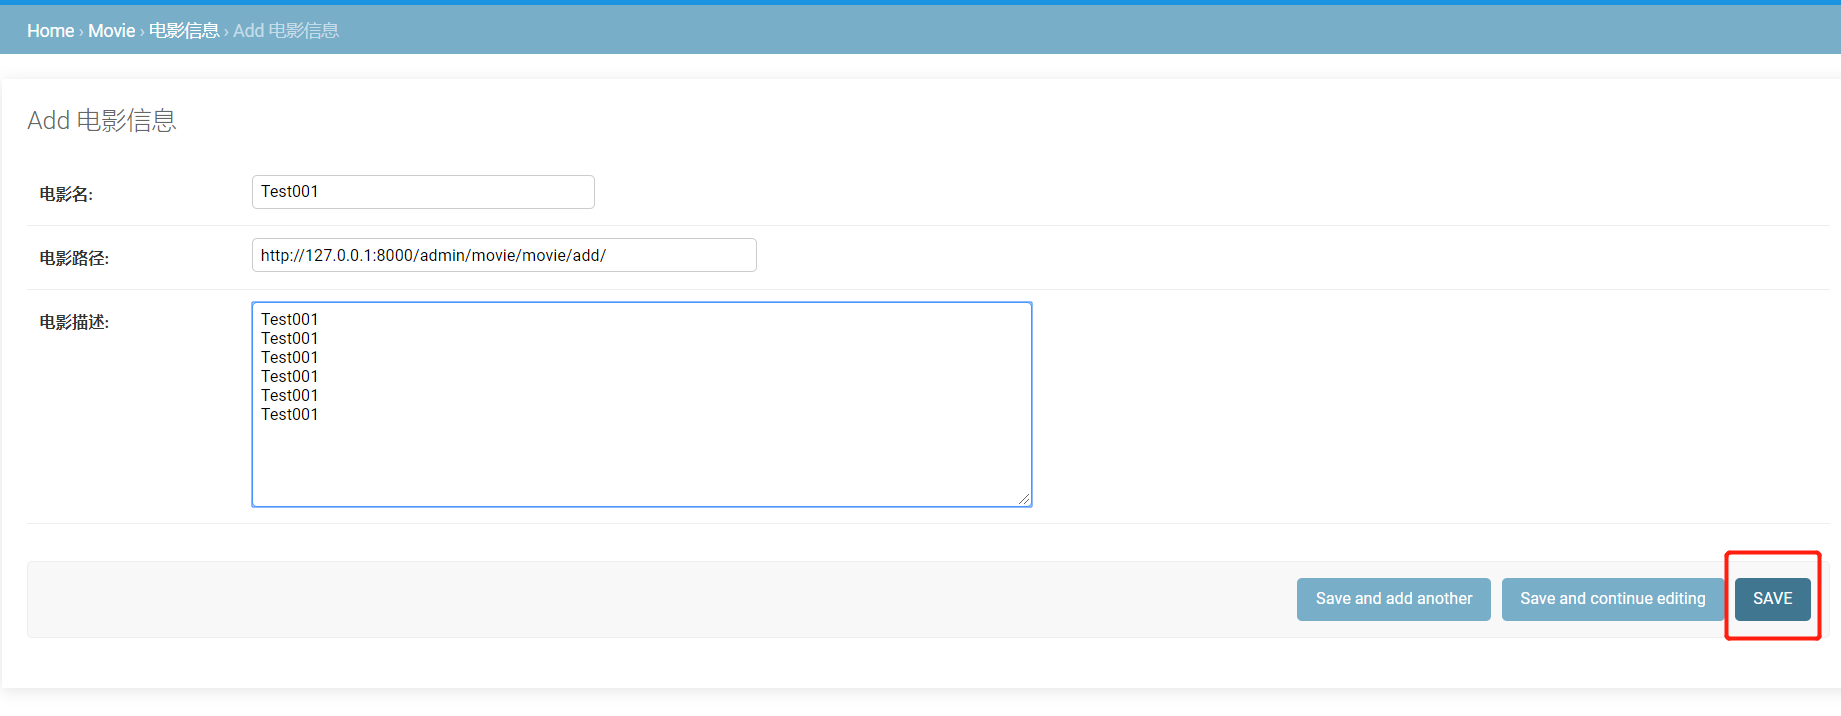 Home › Movie › 电影信息 › Add 电影信息
Add 电影信息
电影名: Test001
电影路径: http://127.0.0.1:8000/admin/movie/movie/add/
电影描述: Test001
Test001
Test001
Test001
Test001
Test001
Save and add another Save and continue editing SAVE